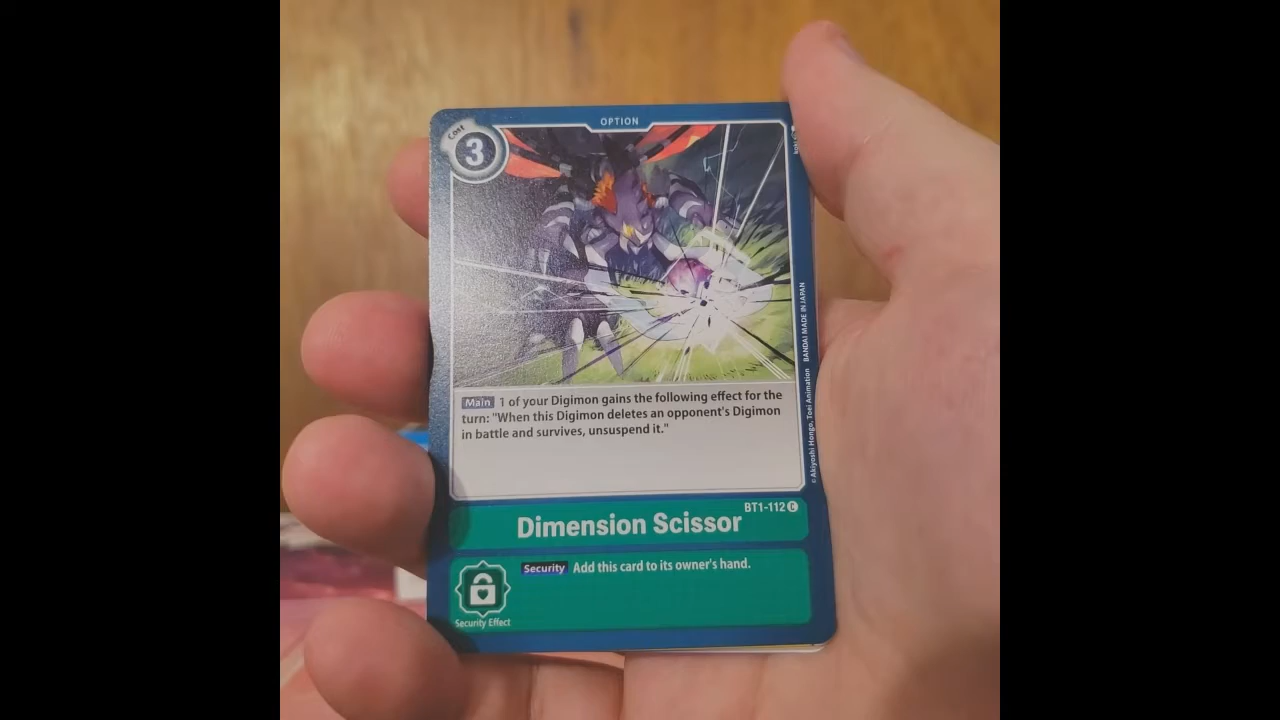 OPTION
Cost
3
Main 1 of your Digimon gains the following effect for the
turn: "When this Digimon deletes an opponent's Digimon
in battle and survives, unsuspend it."
©Akiyoshi Hongo, Toei Animation BANDAI MADE IN JAPAN
BT1-112 C
Dimension Scissor
Security Add this card to its owner's hand.
Security Effect